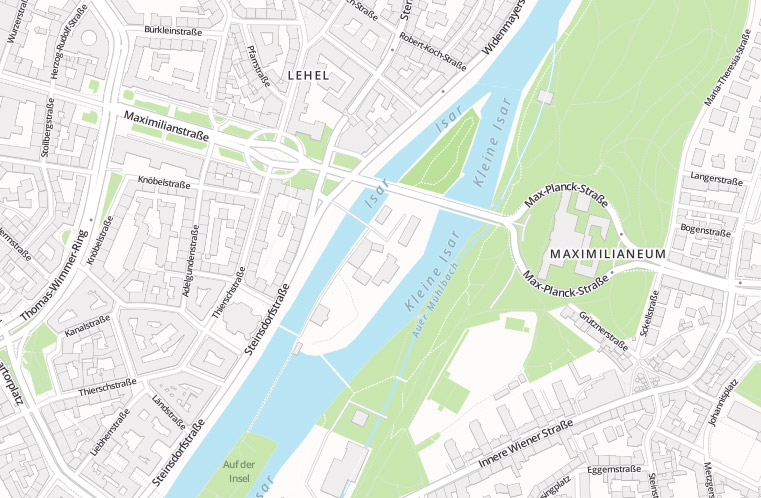 Wurzerstraße
Herzog-Rudolf-Straße
Bürkleinstraße
Pfarrstraße
LEHEL
Robert-Koch-Straße
Maria-Theresia-Straße
Stollbergstraße
Maximilianstraße
Isar
Kleine Isar
Knöbelstraße
Isar
Max-Planck-Straße
Langerstraße
Bogenstraße
Thomas-Wimmer-Ring
Knöbelstraße
Adelgundenstraße
Thierschstraße
Kleine Isar
MAXIMILIANEUM
Max-Planck-Straße
Auer Mühlbach
Steinsdorfstraße
Kanalstraße
Grütznerstraße
Sckellstraße
Thierschstraße
Liebherrstraße
Landstraße
Steinsdorfstraße
Johannisplatz
Innere Wiener Straße
Auf der
Insel
Eggernstraße